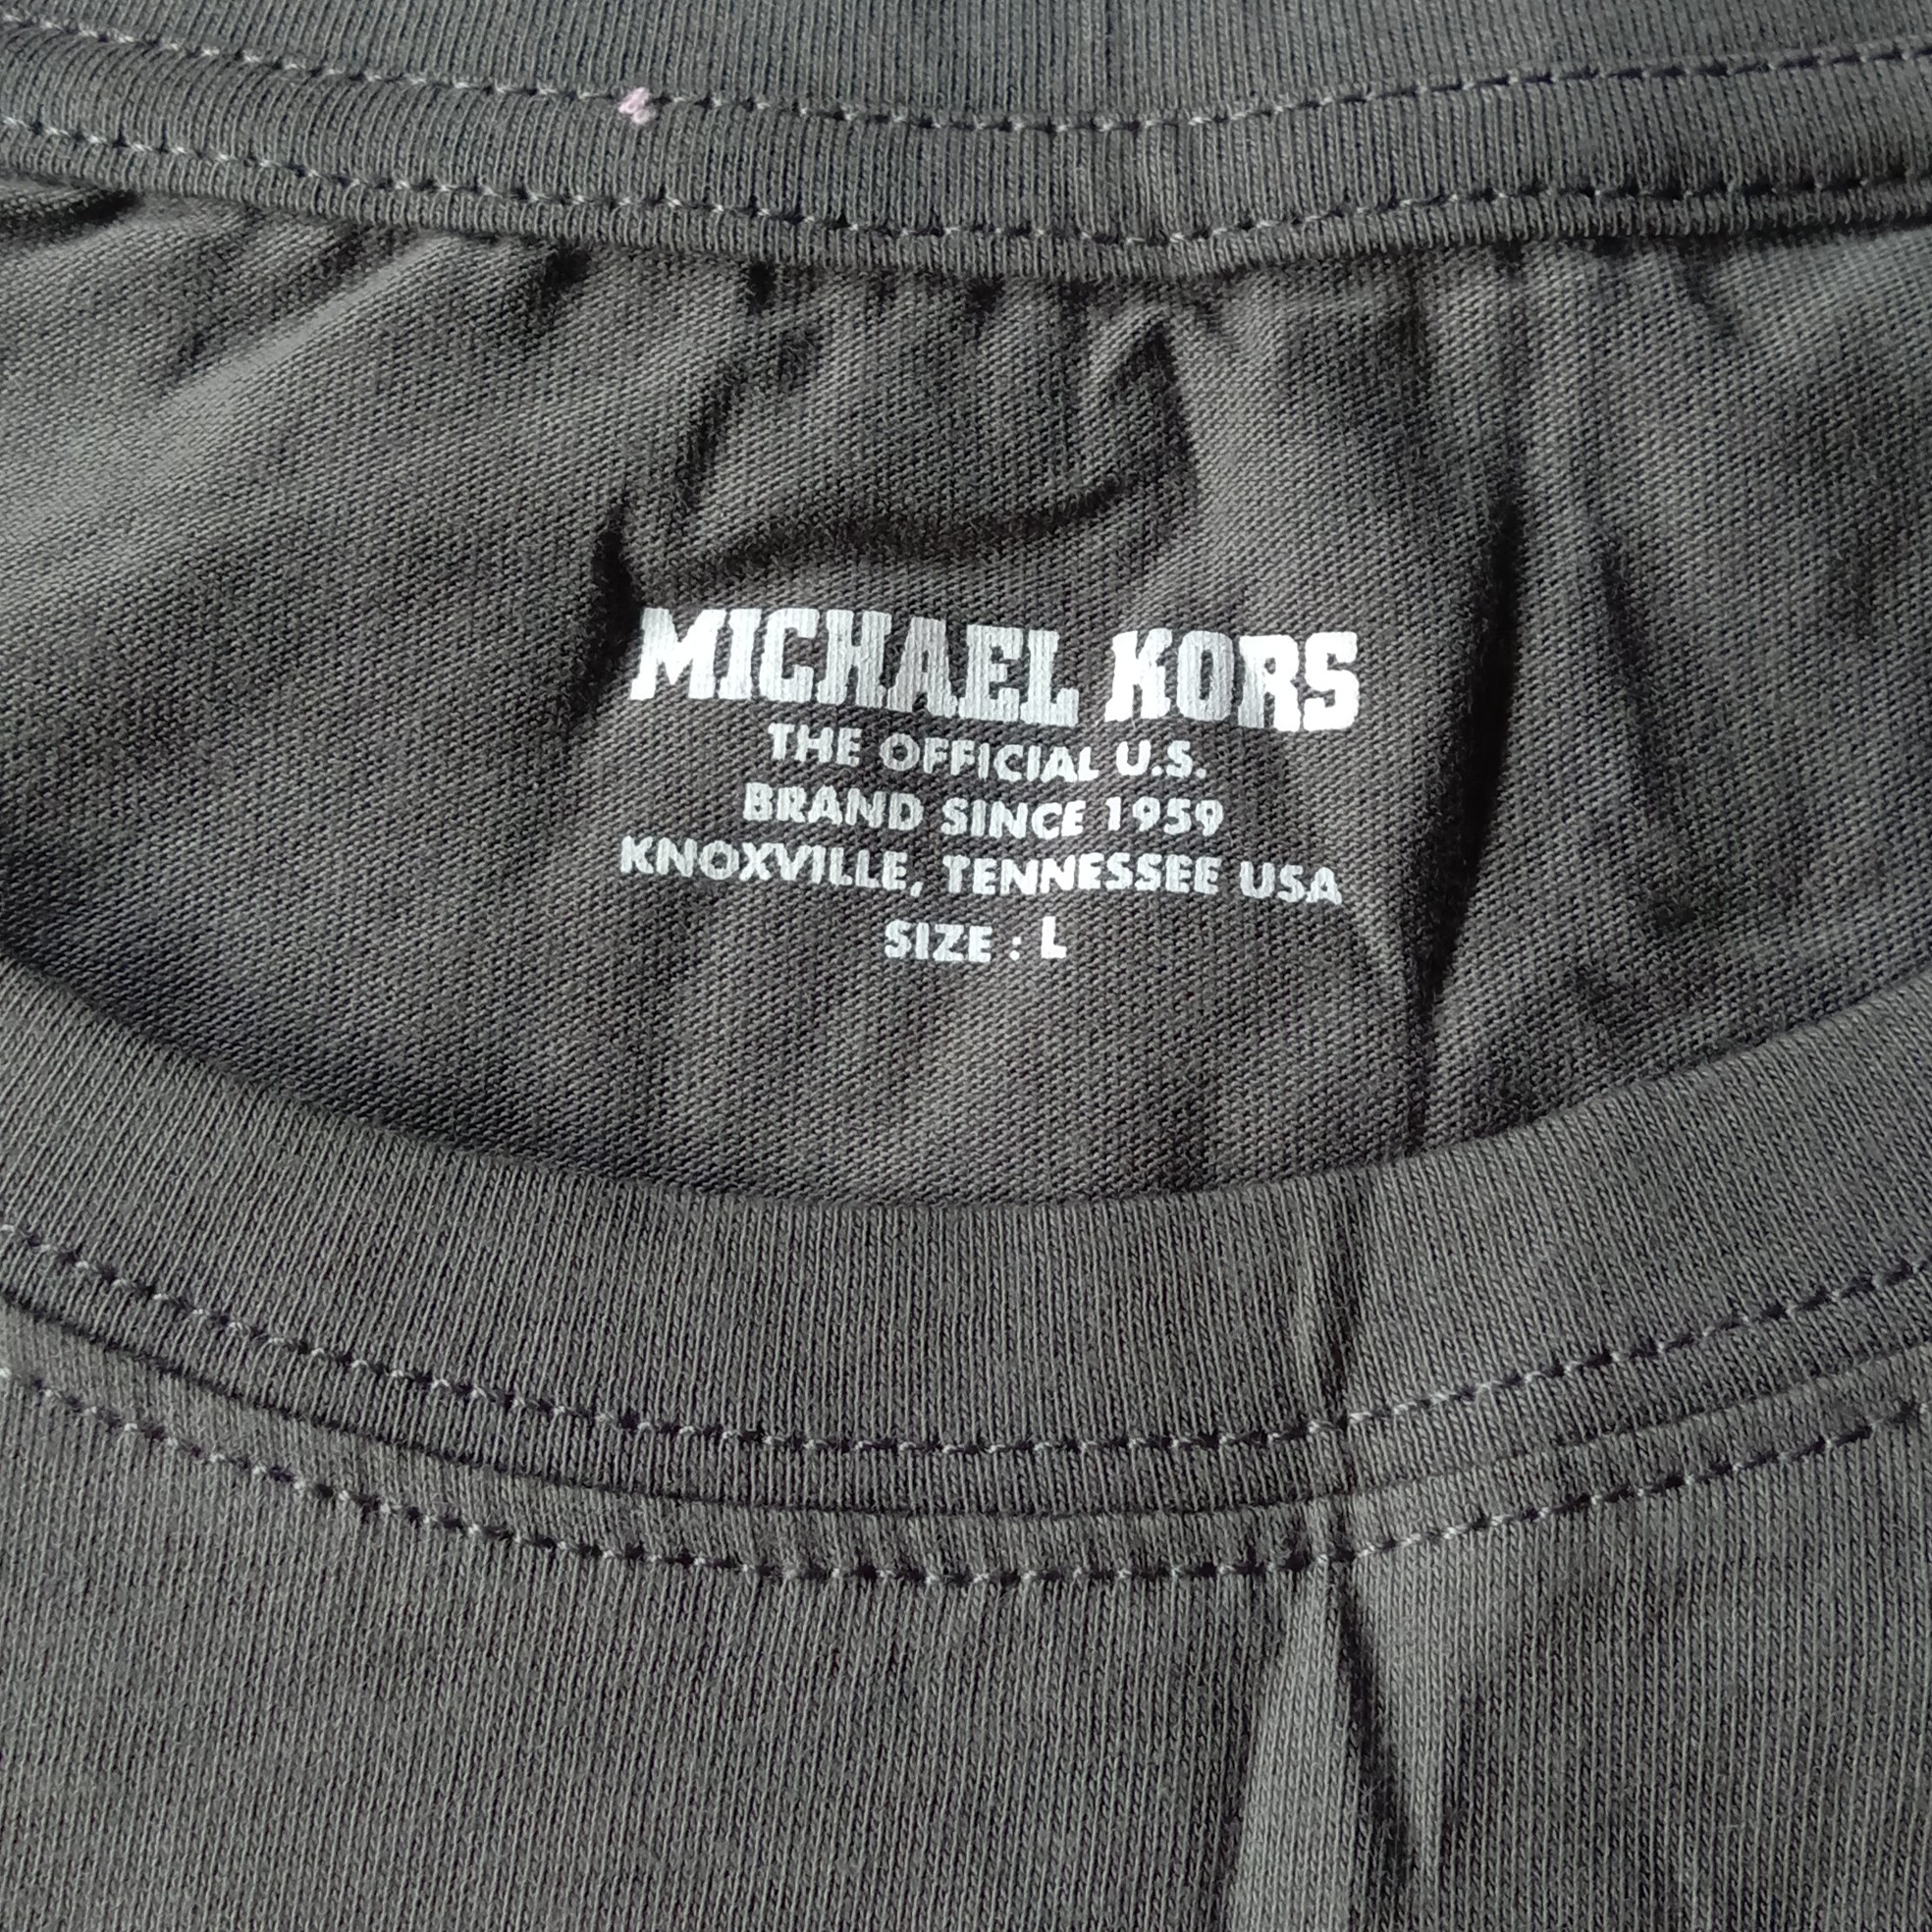 MICHAEL KORS
THE OFFICIAL U.S.
BRAND SINCE 1959
KNOXVILLE, TENNESSEE USA
SIZE : L